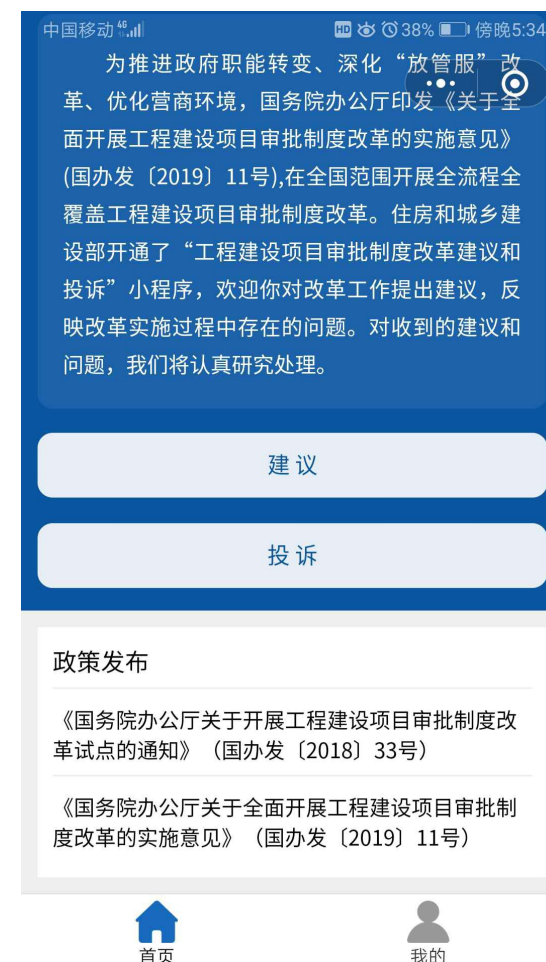 中国移动 46 HD 38% 傍晚5:34
为推进政府职能转变、深化“放管服”改
革、优化营商环境，国务院办公厅印发《关于全
面开展工程建设项目审批制度改革的实施意见》
(国办发〔2019〕11号),在全国范围开展全流程全
覆盖工程建设项目审批制度改革。住房和城乡建
设部开通了“工程建设项目审批制度改革建议和
投诉”小程序，欢迎你对改革工作提出建议，反
映改革实施过程中存在的问题。对收到的建议和
问题，我们将认真研究处理。
建议
投诉
政策发布
《国务院办公厅关于开展工程建设项目审批制度改
革试点的通知》（国办发〔2018〕33号）
《国务院办公厅关于全面开展工程建设项目审批制
度改革的实施意见》（国办发〔2019〕11号）
首页 我的